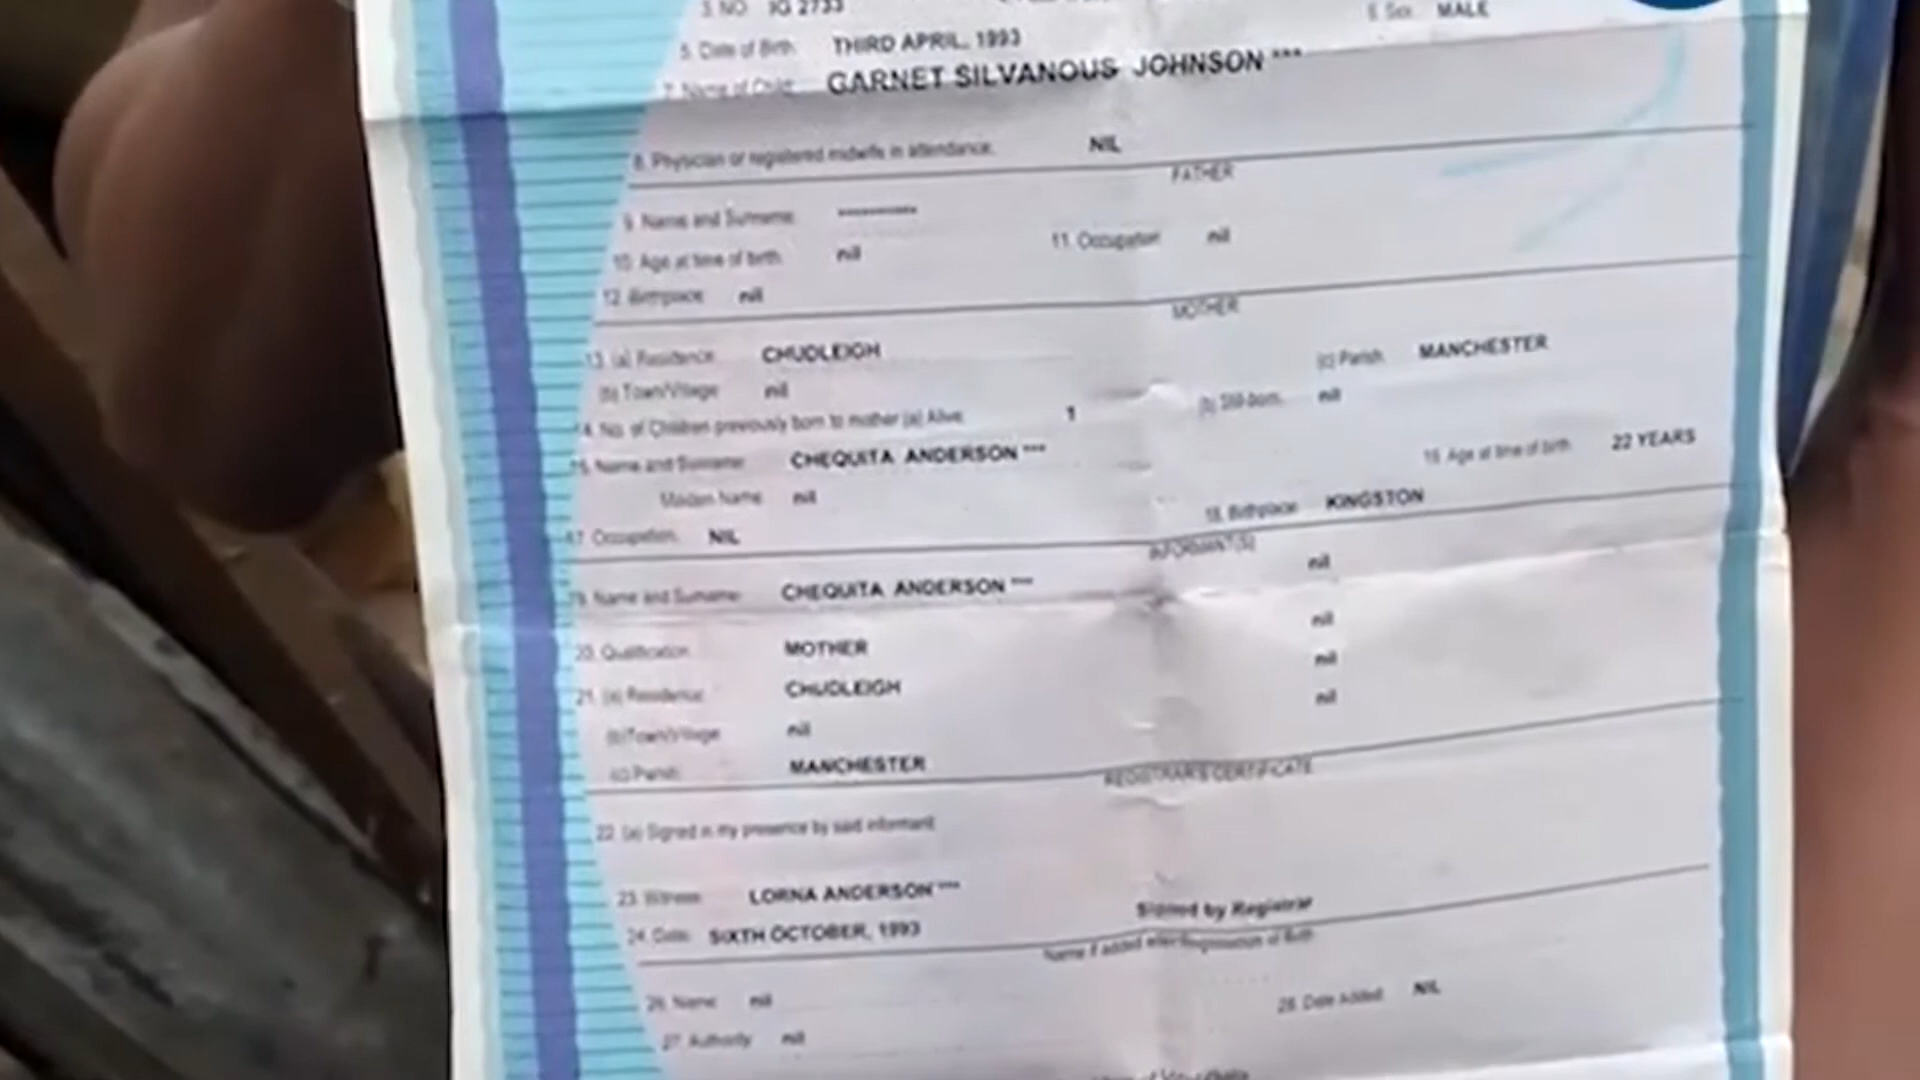 3. NO IG 2733
6. Sex MALE
5. Date of Birth THIRD APRIL, 1993
7. Name of Child: GARNET SILVANOUS JOHNSON ***
8. Physician or registered midwife in attendance. NIL
FATHER
9. Name and Surname -----------
10. Age at time of birth nil 11. Occupation nil
12. Birthplace nil
MOTHER
13. (a) Residence CHUDLEIGH (c) Parish MANCHESTER
(b) Town/Village nil
14. No. of Children previously born to mother (a) Alive 1 (b) Still-born. nil
15. Name and Surname CHEQUITA ANDERSON *** 16. Age at time of birth 22 YEARS
Maiden Name nil
17. Occupation. NIL 18. Birthplace KINGSTON
INFORMANT(S)
19. Name and Surname CHEQUITA ANDERSON *** nil
20. Qualification MOTHER nil
21. (a) Residence CHUDLEIGH nil
(b)Town/Village nil nil
(c) Parish MANCHESTER
REGISTRAR'S CERTIFICATE
22. (a) Signed in my presence by said informant
23. Witness LORNA ANDERSON ***
Signed by Registrar
24. Date SIXTH OCTOBER, 1993
Name if added after Registration of Birth
26. Name nil 28. Date Added NIL
27. Authority nil